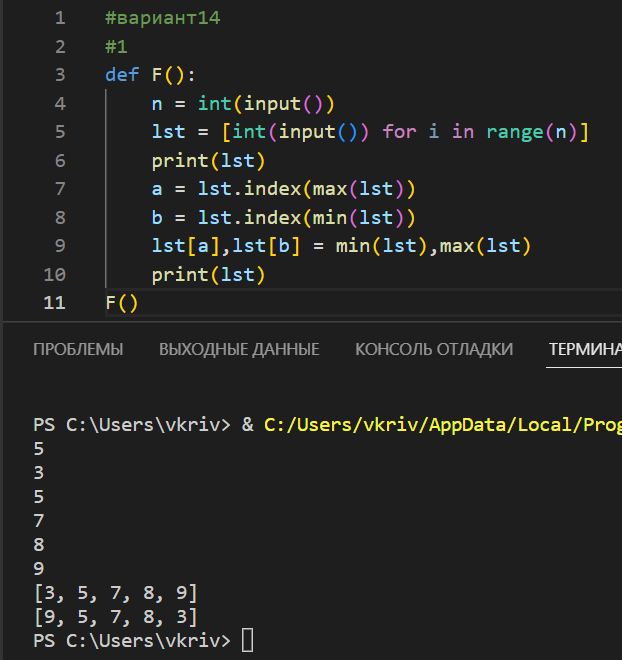 1 #вариант14
2 #1
3 def F():
4     n = int(input())
5     lst = [int(input()) for i in range(n)]
6     print(lst)
7     a = lst.index(max(lst))
8     b = lst.index(min(lst))
9     lst[a],lst[b] = min(lst),max(lst)
10     print(lst)
11 F()
ПРОБЛЕМЫ ВЫХОДНЫЕ ДАННЫЕ КОНСОЛЬ ОТЛАДКИ ТЕРМИНА
PS C:\Users\vkriv> & C:/Users/vkriv/AppData/Local/Prog
5
3
5
7
8
9
[3, 5, 7, 8, 9]
[9, 5, 7, 8, 3]
PS C:\Users\vkriv>